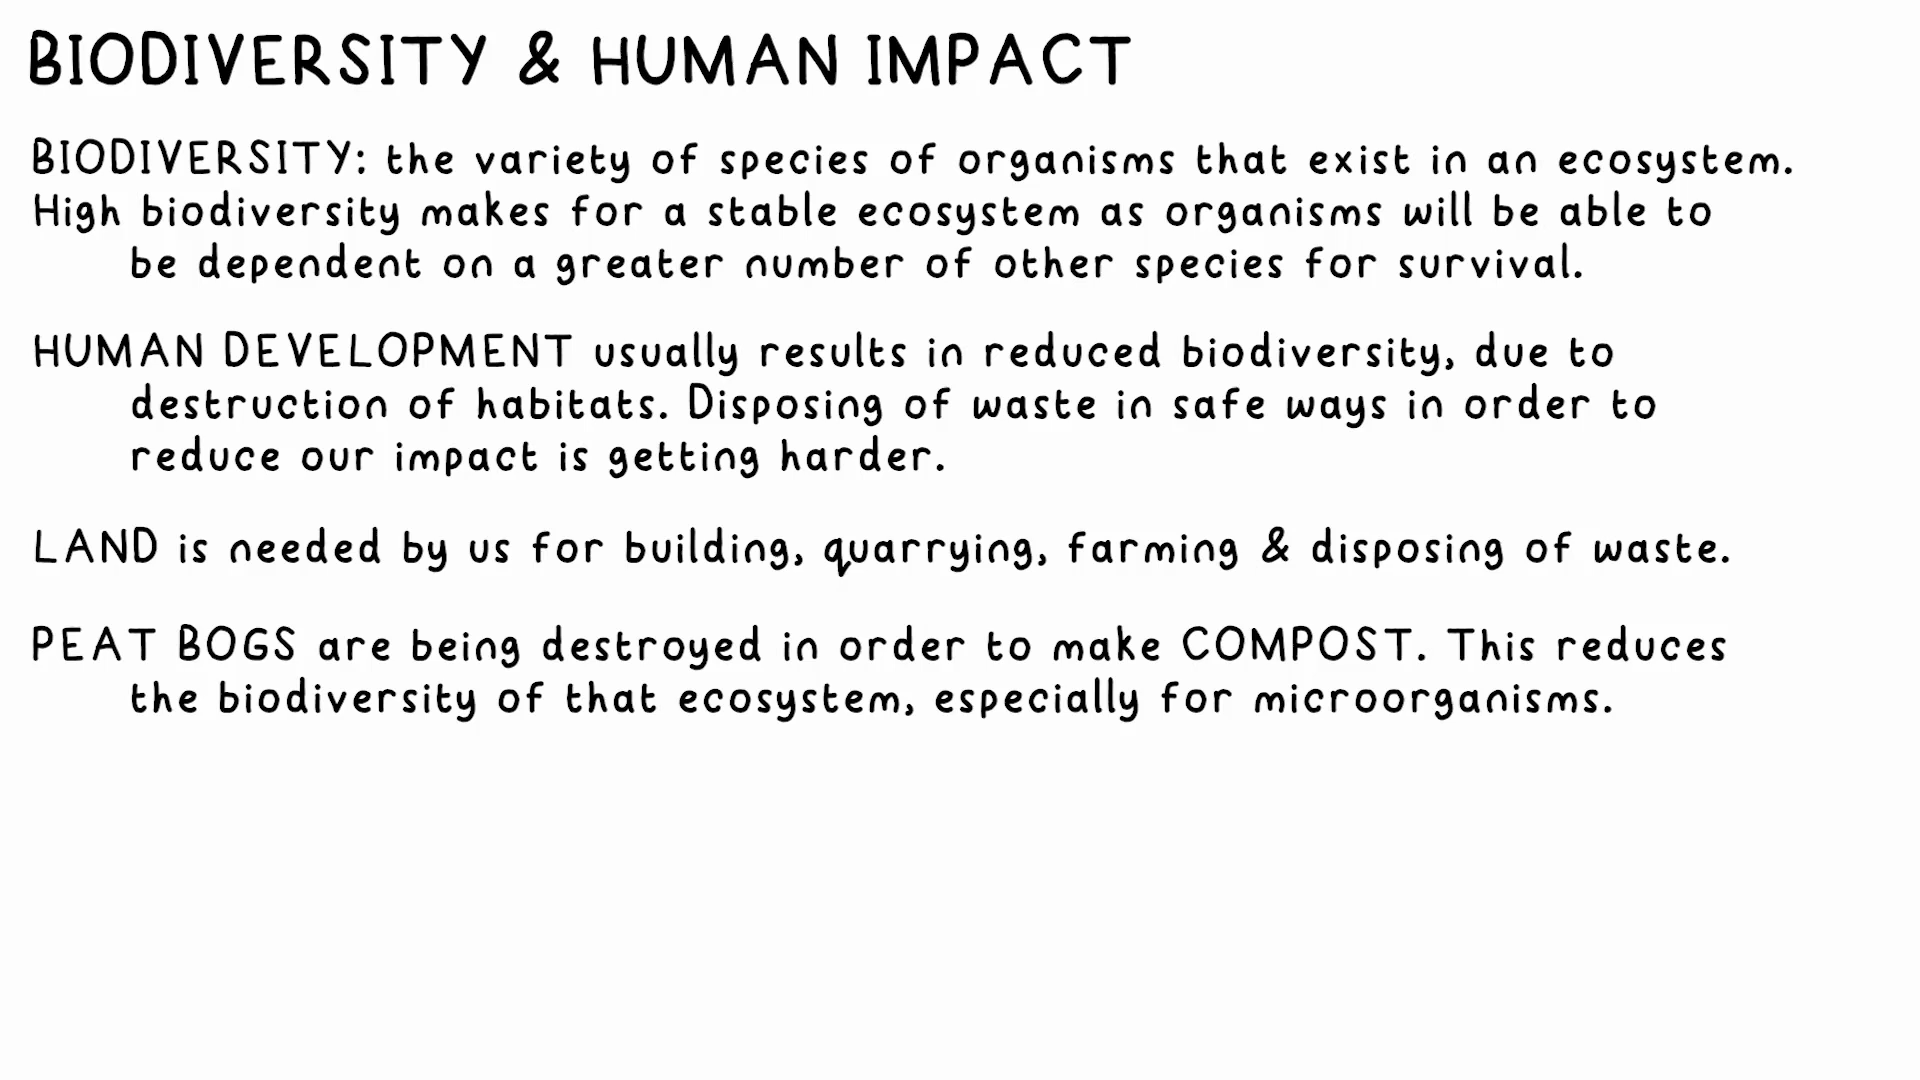 BIODIVERSITY & HUMAN IMPACT
BIODIVERSITY: the variety of species of organisms that exist in an ecosystem.
High biodiversity makes for a stable ecosystem as organisms will be able to
be dependent on a greater number of other species for survival.
HUMAN DEVELOPMENT usually results in reduced biodiversity, due to
destruction of habitats. Disposing of waste in safe ways in order to
reduce our impact is getting harder.
LAND is needed by us for building, quarrying, farming & disposing of waste.
PEAT BOGS are being destroyed in order to make COMPOST. This reduces
the biodiversity of that ecosystem, especially for microorganisms.